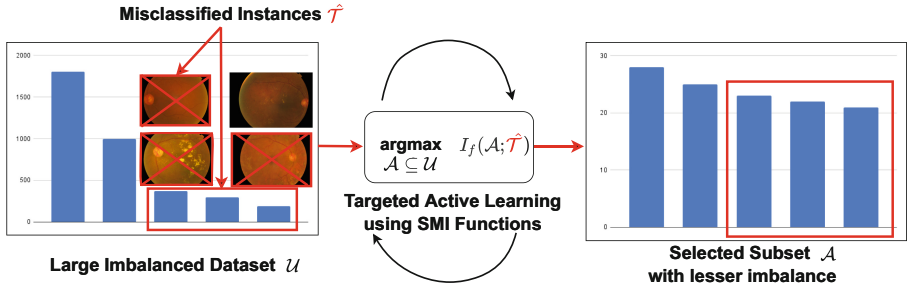 Misclassified Instances 𝒯̂
2000
1500
1000
500
0
Large Imbalanced Dataset 𝒰
argmax I_f(𝒜;𝒯̂)
𝒜 ⊆ 𝒰
Targeted Active Learning
using SMI Functions
30
20
10
0
Selected Subset 𝒜
with lesser imbalance